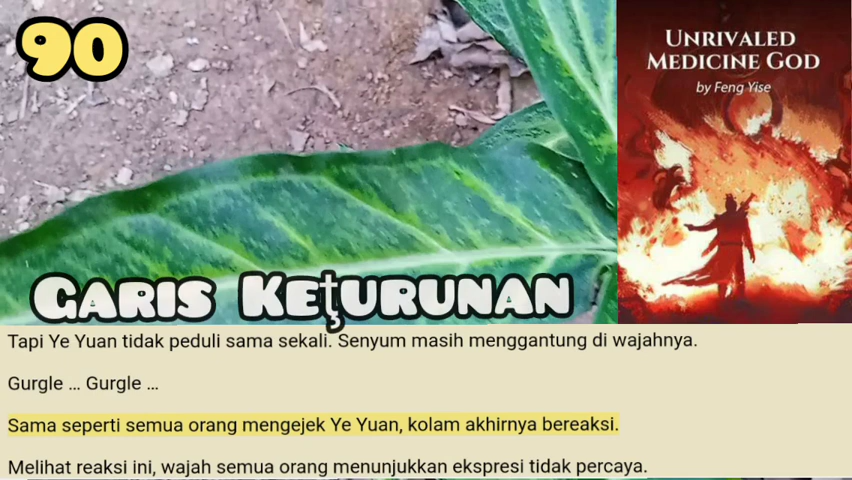 90
UNRIVALED
MEDICINE GOD
by Feng Yise
GARIS KEŢURUNAN
Tapi Ye Yuan tidak peduli sama sekali. Senyum masih menggantung di wajahnya.
Gurgle ... Gurgle ...
Sama seperti semua orang mengejek Ye Yuan, kolam akhirnya bereaksi.
Melihat reaksi ini, wajah semua orang menunjukkan ekspresi tidak percaya.